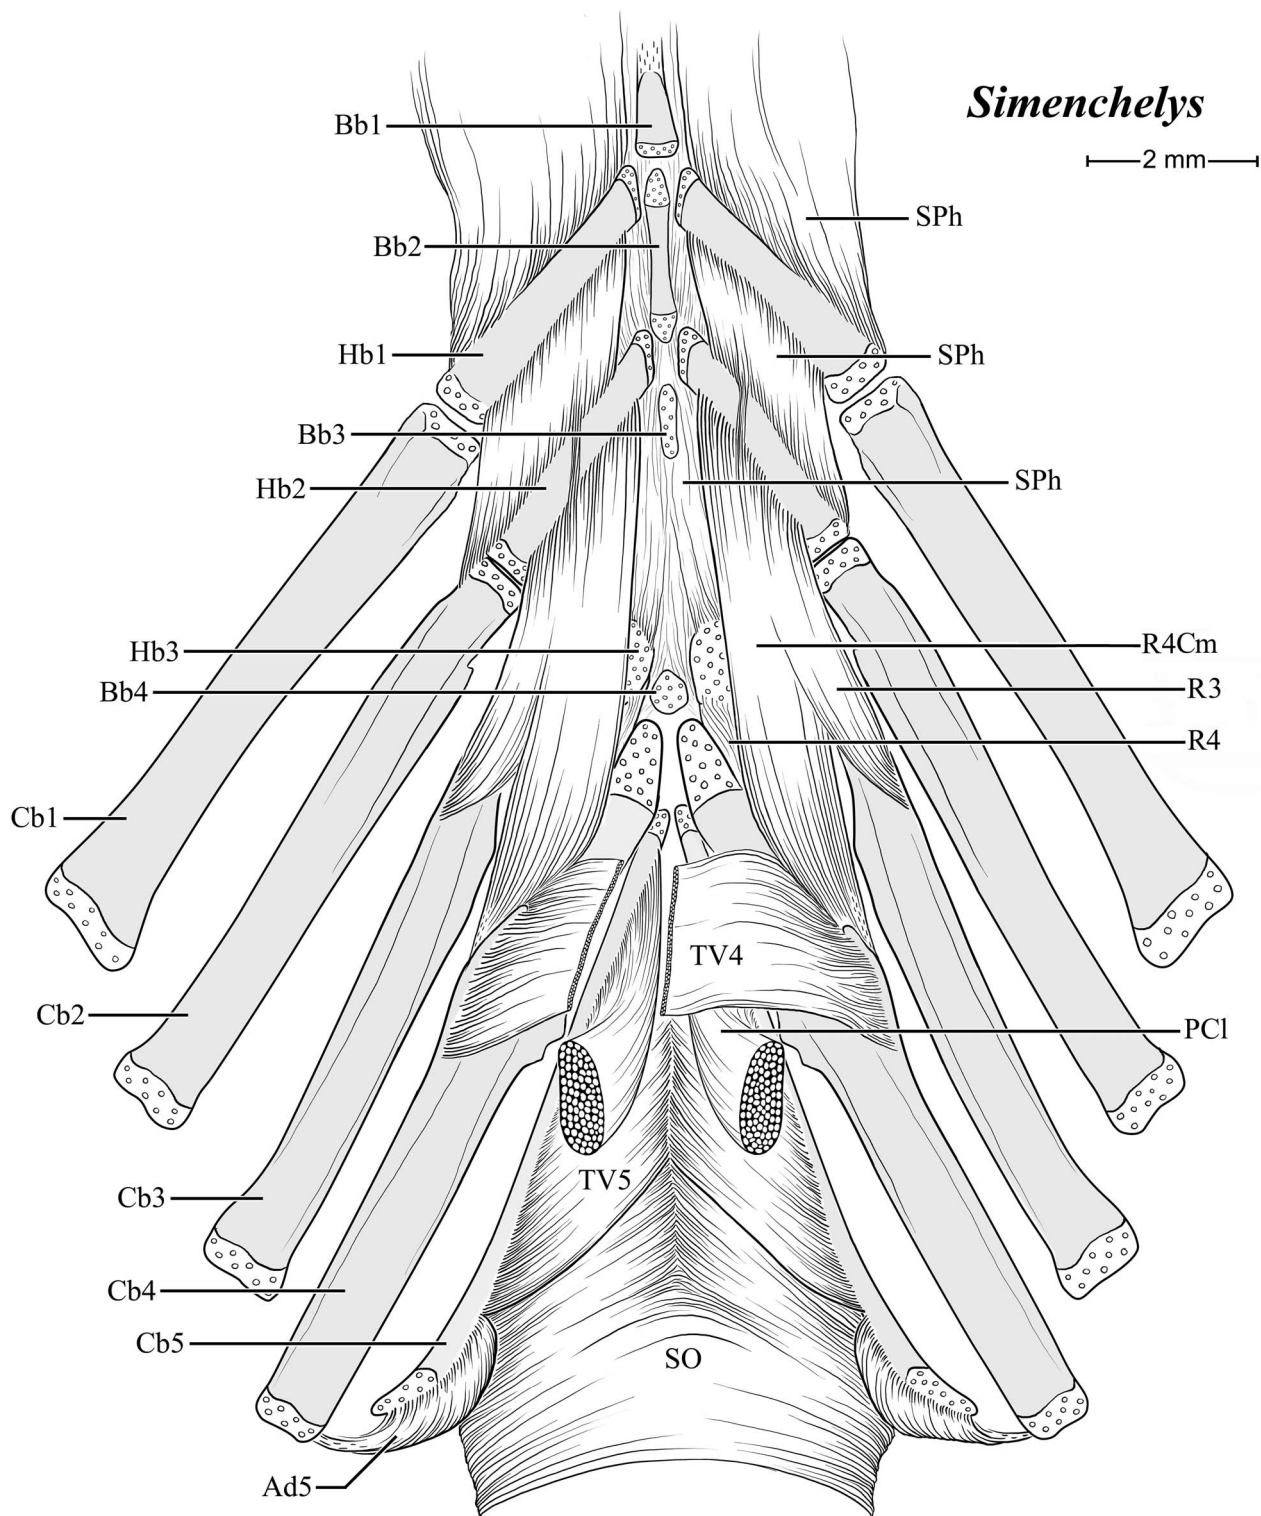 Simenchelys
2 mm
Bb1
SPh
Bb2
Hb1
SPh
Bb3
Hb2
SPh
Hb3
R4Cm
Bb4
R3
R4
Cb1
TV4
Cb2
PCl
TV5
Cb3
Cb4
Cb5
SO
Ad5